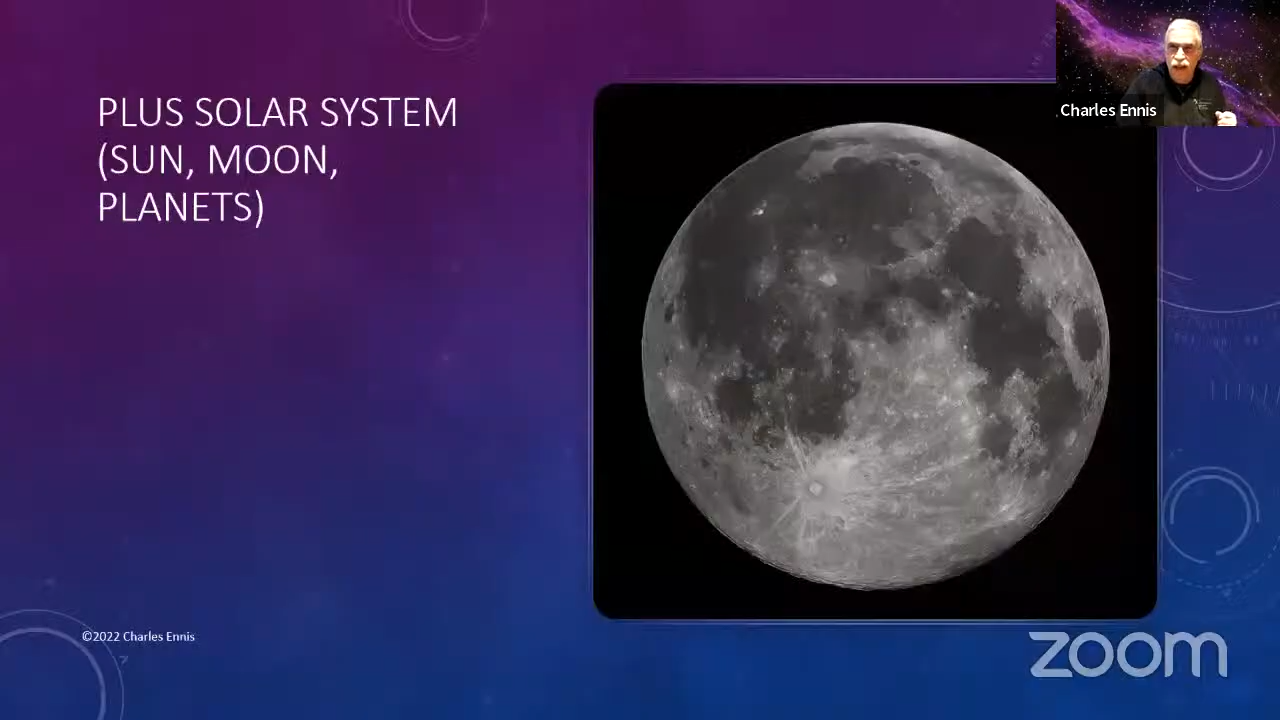 PLUS SOLAR SYSTEM
(SUN, MOON,
PLANETS)
Charles Ennis
©2022 Charles Ennis
zoom